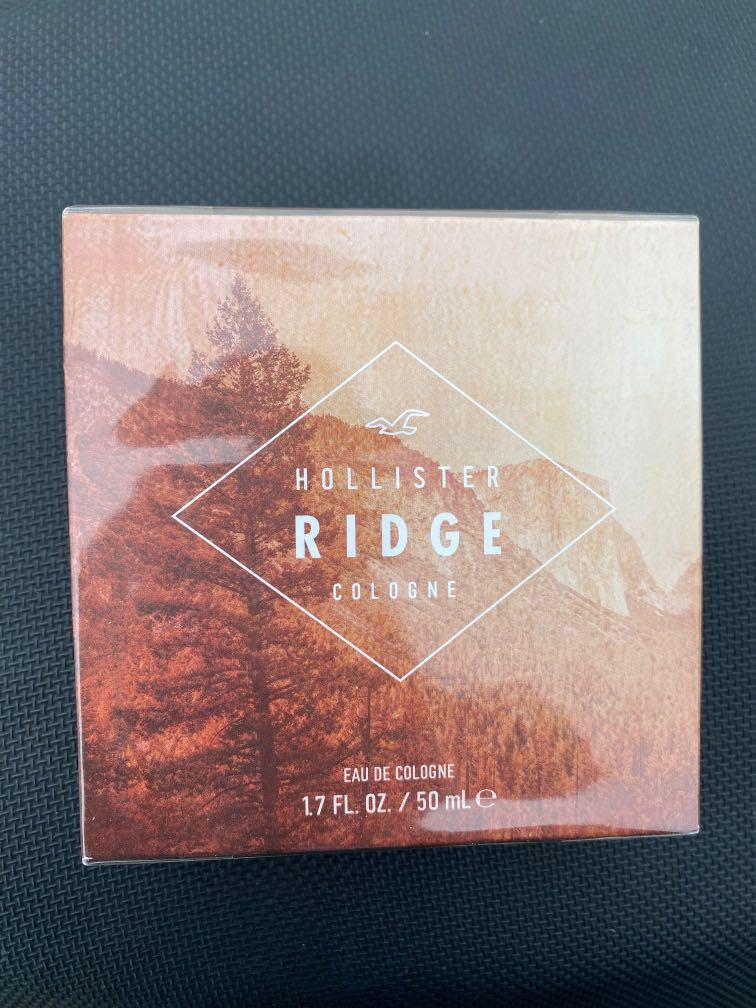 HOLLISTER
RIDGE
COLOGNE
EAU DE COLOGNE
1.7 FL. OZ. / 50 mL ℮